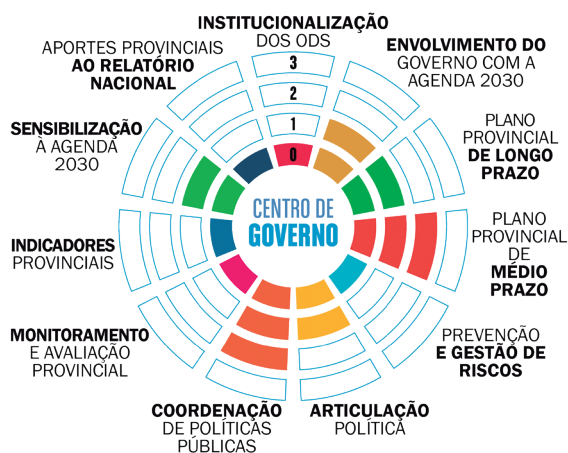 INSTITUCIONALIZAÇÃO
DOS ODS
ENVOLVIMENTO DO
GOVERNO COM A
AGENDA 2030
PLANO
PROVINCIAL
DE LONGO
PRAZO
PLANO
PROVINCIAL
DE
MÉDIO
PRAZO
PREVENÇÃO
E GESTÃO DE
RISCOS
ARTICULAÇÃO
POLÍTICA
COORDENAÇÃO
DE POLÍTICAS
PÚBLICAS
MONITORAMENTO
E AVALIAÇÃO
PROVINCIAL
INDICADORES
PROVINCIAIS
SENSIBILIZAÇÃO
À AGENDA
2030
APORTES PROVINCIAIS
AO RELATÓRIO
NACIONAL
3
2
1
0
CENTRO DE
GOVERNO